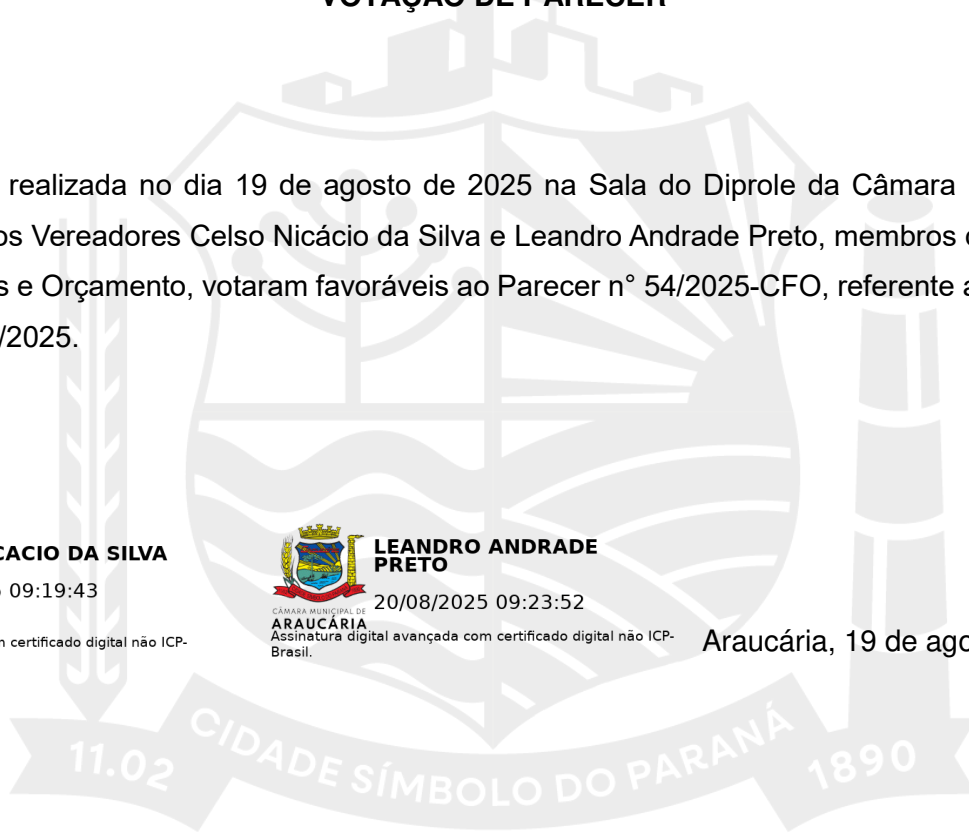 VOTAÇÃO DE PARECER
realizada no dia 19 de agosto de 2025 na Sala do Diprole da Câmara
os Vereadores Celso Nicácio da Silva e Leandro Andrade Preto, membros
s e Orçamento, votaram favoráveis ao Parecer n° 54/2025-CFO, referente a
/2025.
CACIO DA SILVA
09:19:43
certificado digital não ICP-
LEANDRO ANDRADE
PRETO
20/08/2025 09:23:52
CÂMARA MUNICIPAL DE
ARAUCÁRIA
Assinatura digital avançada com certificado digital não ICP-
Brasil.
Araucária, 19 de ago
CIDADE SÍMBOLO DO PARANÁ
11.02
1890